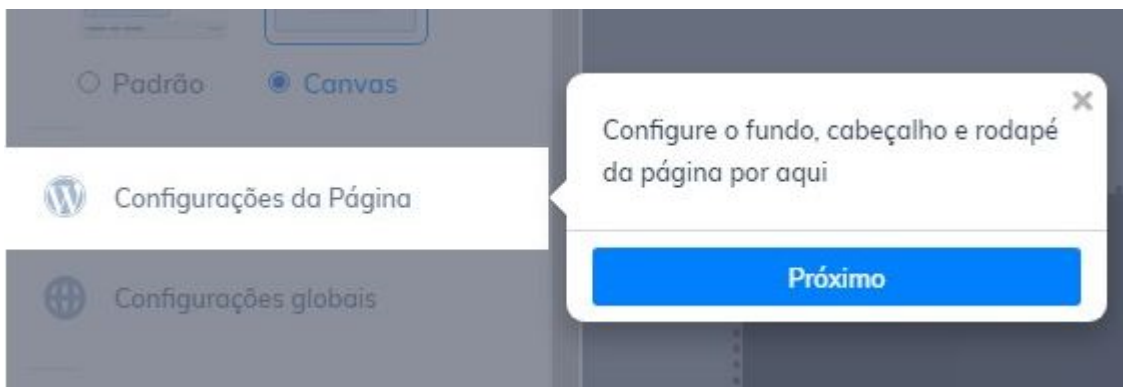 Padrão
Canvas
Configure o fundo, cabeçalho e rodapé
da página por aqui
Configurações da Página
Próximo
Configurações globais